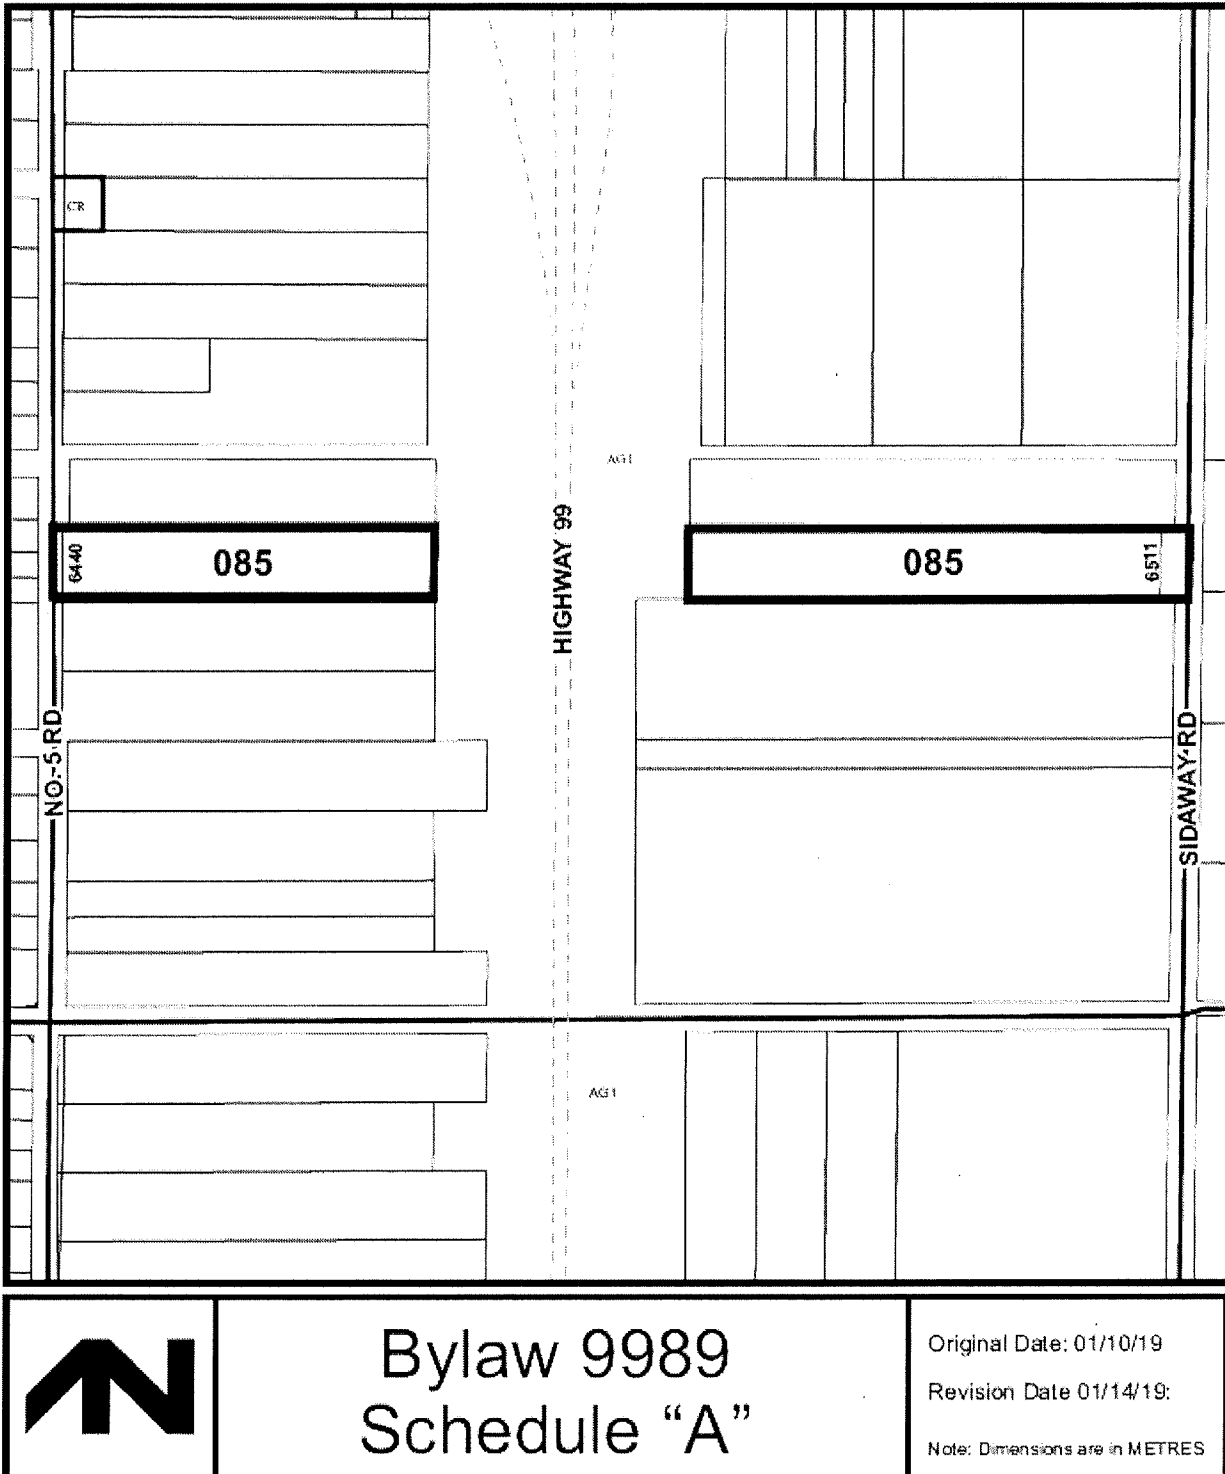 CR
AG1
6440
085
HIGHWAY 99
085
6511
NO. 5 RD
SIDAWAY RD
AG1
Bylaw 9989
Schedule “A”
Original Date: 01/10/19
Revision Date 01/14/19:
Note: Dimensions are in METRES